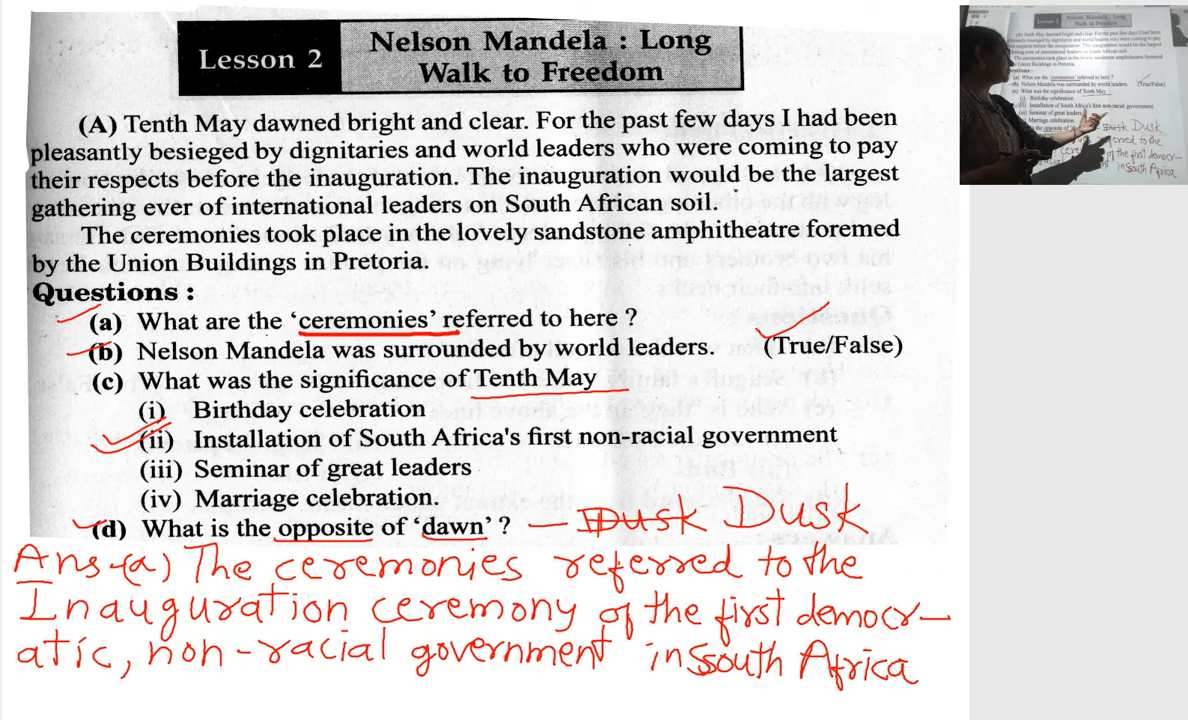 Lesson 2
Nelson Mandela : Long
Walk to Freedom
(A) Tenth May dawned bright and clear. For the past few days I had been
pleasantly besieged by dignitaries and world leaders who were coming to pay
their respects before the inauguration. The inauguration would be the largest
gathering ever of international leaders on South African soil.
The ceremonies took place in the lovely sandstone amphitheatre foremed
by the Union Buildings in Pretoria.
Questions :
(a) What are the ‘ceremonies’ referred to here ?
(b) Nelson Mandela was surrounded by world leaders. (True/False)
(c) What was the significance of Tenth May
(i) Birthday celebration
(ii) Installation of South Africa's first non-racial government
(iii) Seminar of great leaders
(iv) Marriage celebration.
(d) What is the opposite of ‘dawn’ ? — Dusk Dusk
Ans-(a) The ceremonies referred to the
Inauguration ceremony of the first democr-
atic, non-racial government in South Africa